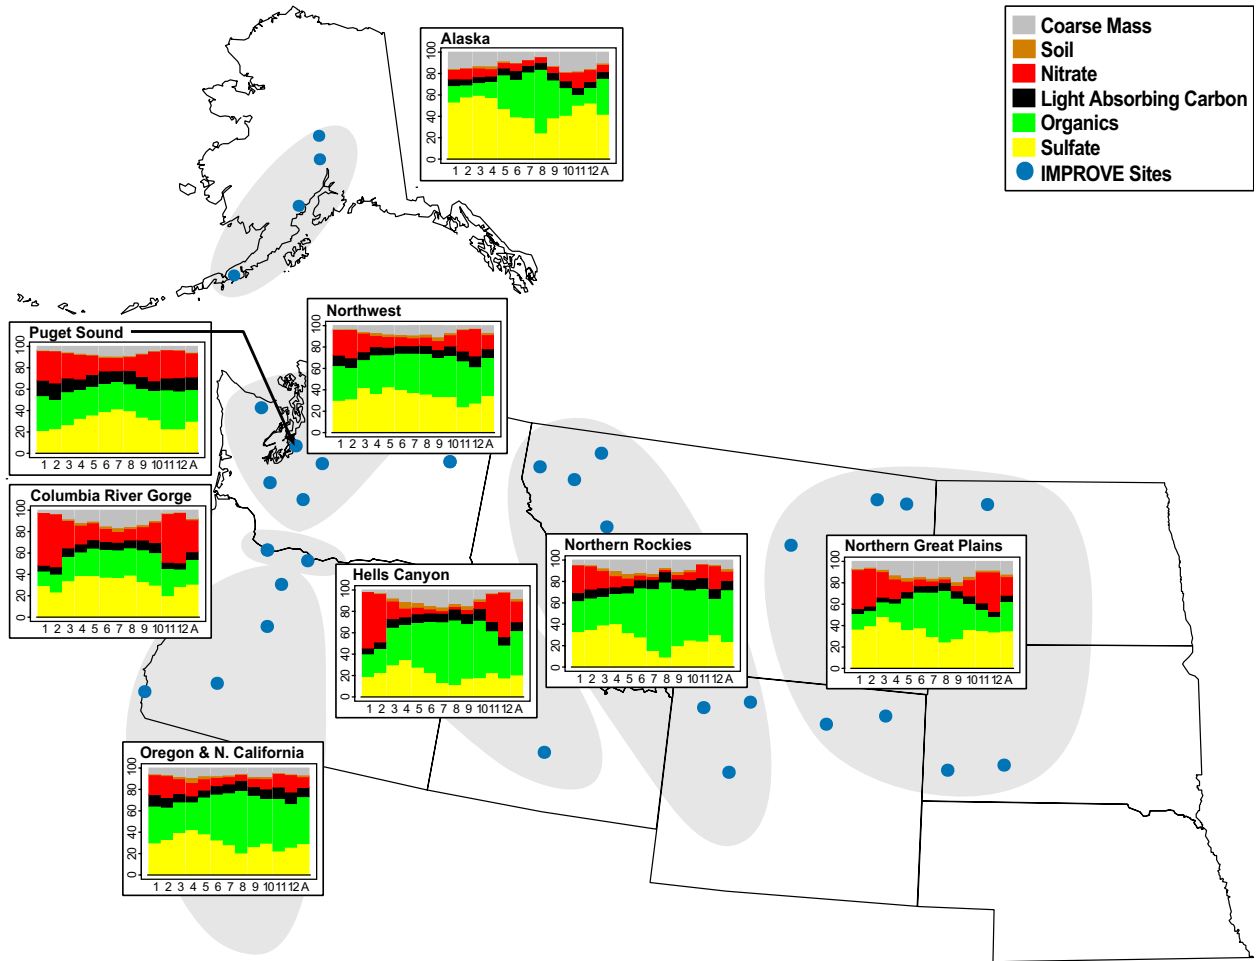 Coarse Mass
Soil
Nitrate
Light Absorbing Carbon
Organics
Sulfate
IMPROVE Sites
Alaska
100
80
60
40
20
0
1 2 3 4 5 6 7 8 9 10 11 12 A
Northwest
100
80
60
40
20
0
1 2 3 4 5 6 7 8 9 10 11 12 A
Puget Sound
100
80
60
40
20
0
1 2 3 4 5 6 7 8 9 10 11 12 A
Columbia River Gorge
100
80
60
40
20
0
1 2 3 4 5 6 7 8 9 10 11 12 A
Hells Canyon
100
80
60
40
20
0
1 2 3 4 5 6 7 8 9 10 11 12 A
Northern Rockies
100
80
60
40
20
0
1 2 3 4 5 6 7 8 9 10 11 12 A
Northern Great Plains
100
80
60
40
20
0
1 2 3 4 5 6 7 8 9 10 11 12 A
Oregon & N. California
100
80
60
40
20
0
1 2 3 4 5 6 7 8 9 10 11 12 A